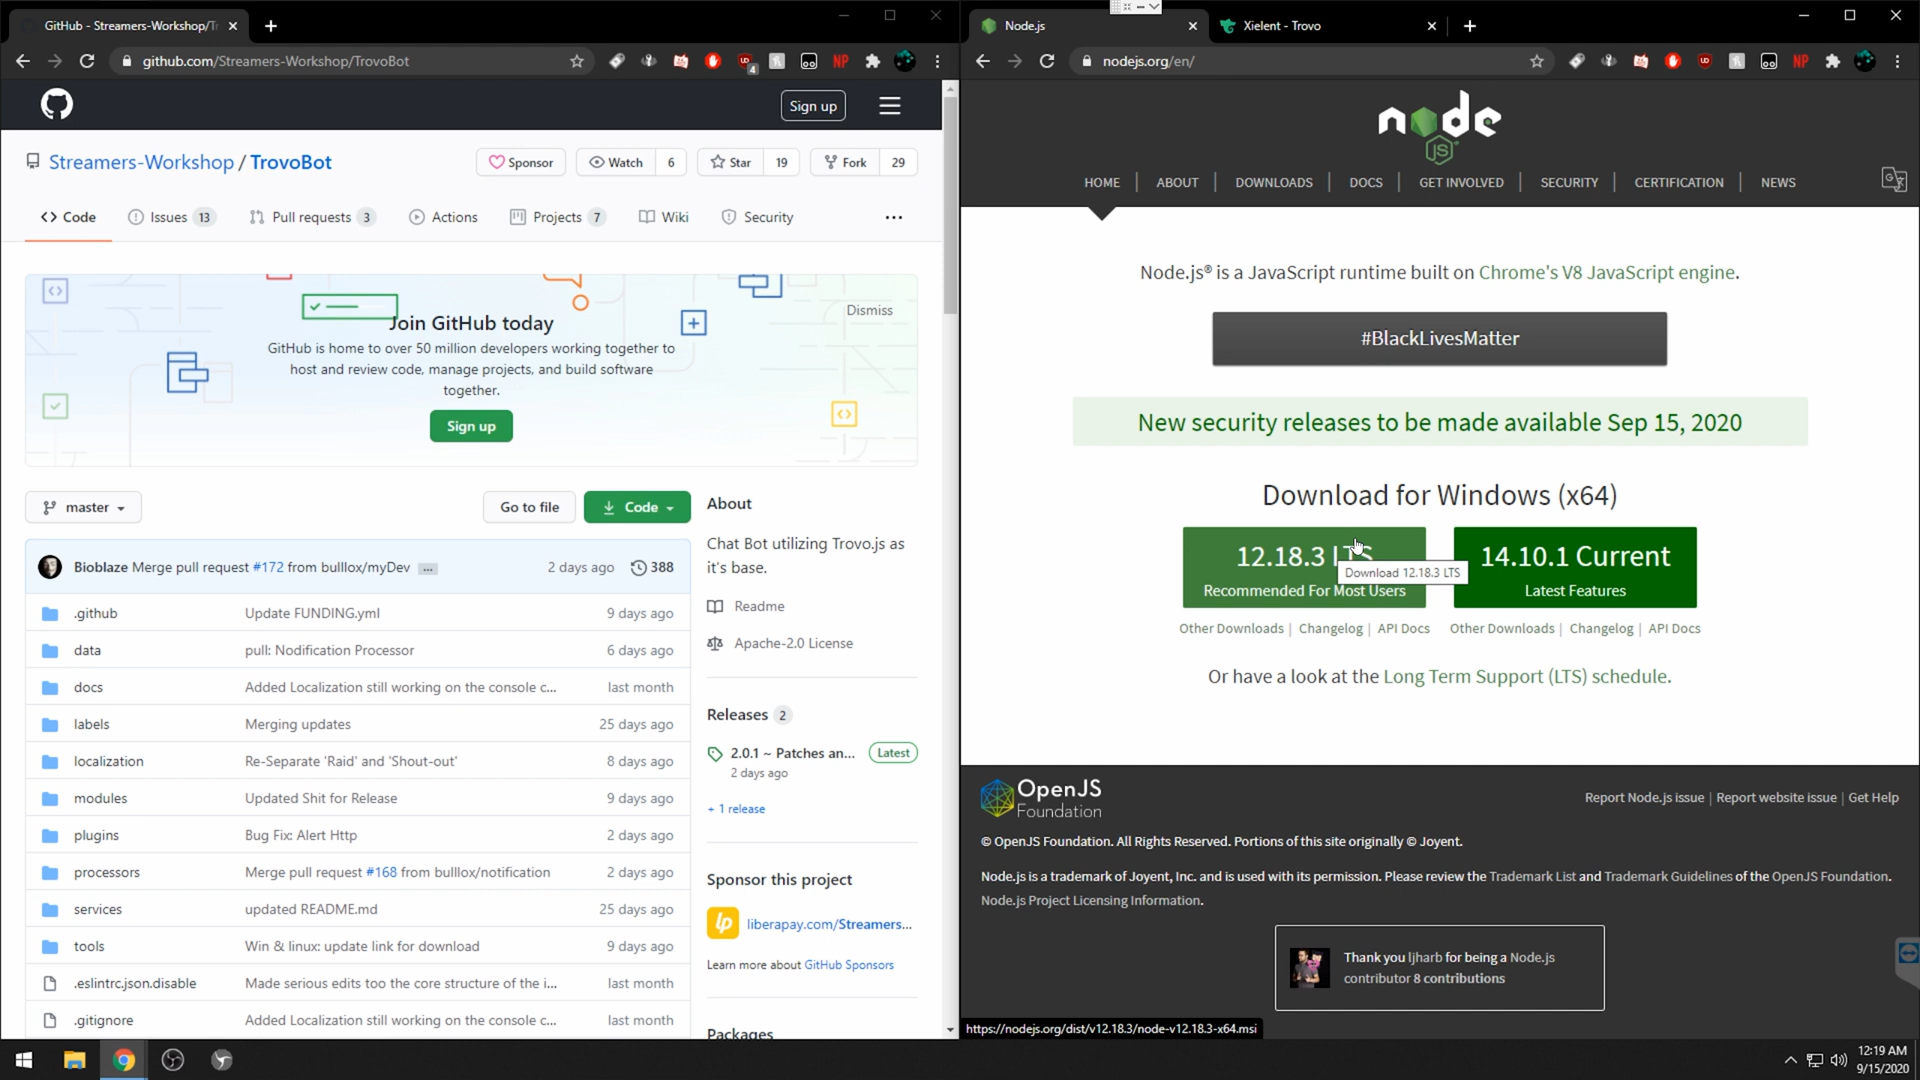 GitHub - Streamers-Workshop/Tr
github.com/Streamers-Workshop/TrovoBot
4
NP
Sign up
Streamers-Workshop / TrovoBot
Sponsor
Watch 6
Star 19
Fork 29
Code
Issues 13
Pull requests 3
Actions
Projects 7
Wiki
Security
Join GitHub today
Dismiss
GitHub is home to over 50 million developers working together to
host and review code, manage projects, and build software
together.
Sign up
master
Go to file
Code
Bioblaze Merge pull request #172 from bulllox/myDev ... 2 days ago 388
.github Update FUNDING.yml 9 days ago
data pull: Nodification Processor 6 days ago
docs Added Localization still working on the console c... last month
labels Merging updates 25 days ago
localization Re-Separate 'Raid' and 'Shout-out' 8 days ago
modules Updated Shit for Release 9 days ago
plugins Bug Fix: Alert Http 2 days ago
processors Merge pull request #168 from bulllox/notification 2 days ago
services updated README.md 25 days ago
tools Win & linux: update link for download 9 days ago
.eslintrc.json.disable Made serious edits too the core structure of the i... last month
.gitignore Added Localization still working on the console c... last month
About
Chat Bot utilizing Trovo.js as
it's base.
Readme
Apache-2.0 License
Releases 2
2.0.1 ~ Patches an... Latest
2 days ago
+ 1 release
Sponsor this project
lp liberapay.com/Streamers...
Learn more about GitHub Sponsors
Packages
Node.js
Xielent - Trovo
nodejs.org/en/
NP
node
JS
HOME | ABOUT | DOWNLOADS | DOCS | GET INVOLVED | SECURITY | CERTIFICATION | NEWS
Node.js® is a JavaScript runtime built on Chrome's V8 JavaScript engine.
#BlackLivesMatter
New security releases to be made available Sep 15, 2020
Download for Windows (x64)
12.18.3 LTS
Download 12.18.3 LTS
Recommended For Most Users
14.10.1 Current
Latest Features
Other Downloads | Changelog | API Docs
Other Downloads | Changelog | API Docs
Or have a look at the Long Term Support (LTS) schedule.
OpenJS
Foundation
Report Node.js issue | Report website issue | Get Help
© OpenJS Foundation. All Rights Reserved. Portions of this site originally © Joyent.
Node.js is a trademark of Joyent, Inc. and is used with its permission. Please review the Trademark List and Trademark Guidelines of the OpenJS Foundation.
Node.js Project Licensing Information.
Thank you ljharb for being a Node.js
contributor 8 contributions
https://nodejs.org/dist/v12.18.3/node-v12.18.3-x64.msi
12:19 AM
9/15/2020